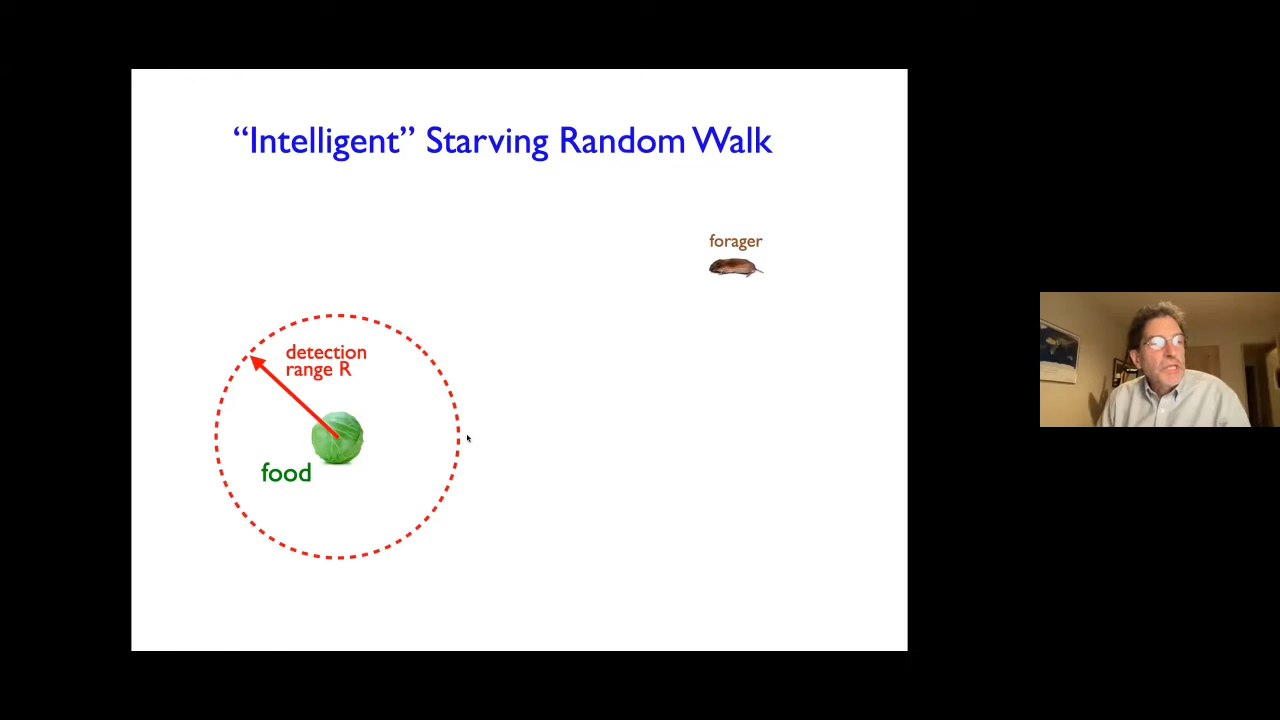 “Intelligent” Starving Random Walk
forager
detection
range R
food